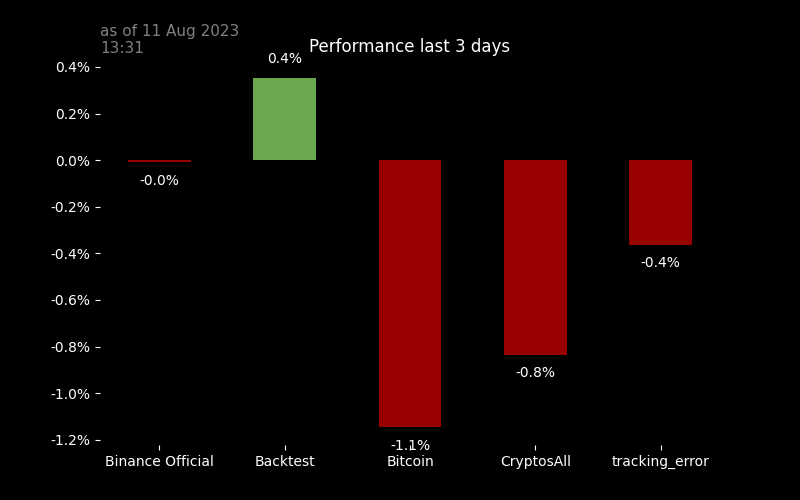 as of 11 Aug 2023
13:31
Performance last 3 days
0.4%
0.4%
0.2%
0.0%
-0.0%
-0.2%
-0.4%
-0.4%
-0.6%
-0.8%
-0.8%
-1.0%
-1.2%
-1.1%
Binance Official
Backtest
Bitcoin
CryptosAll
tracking_error